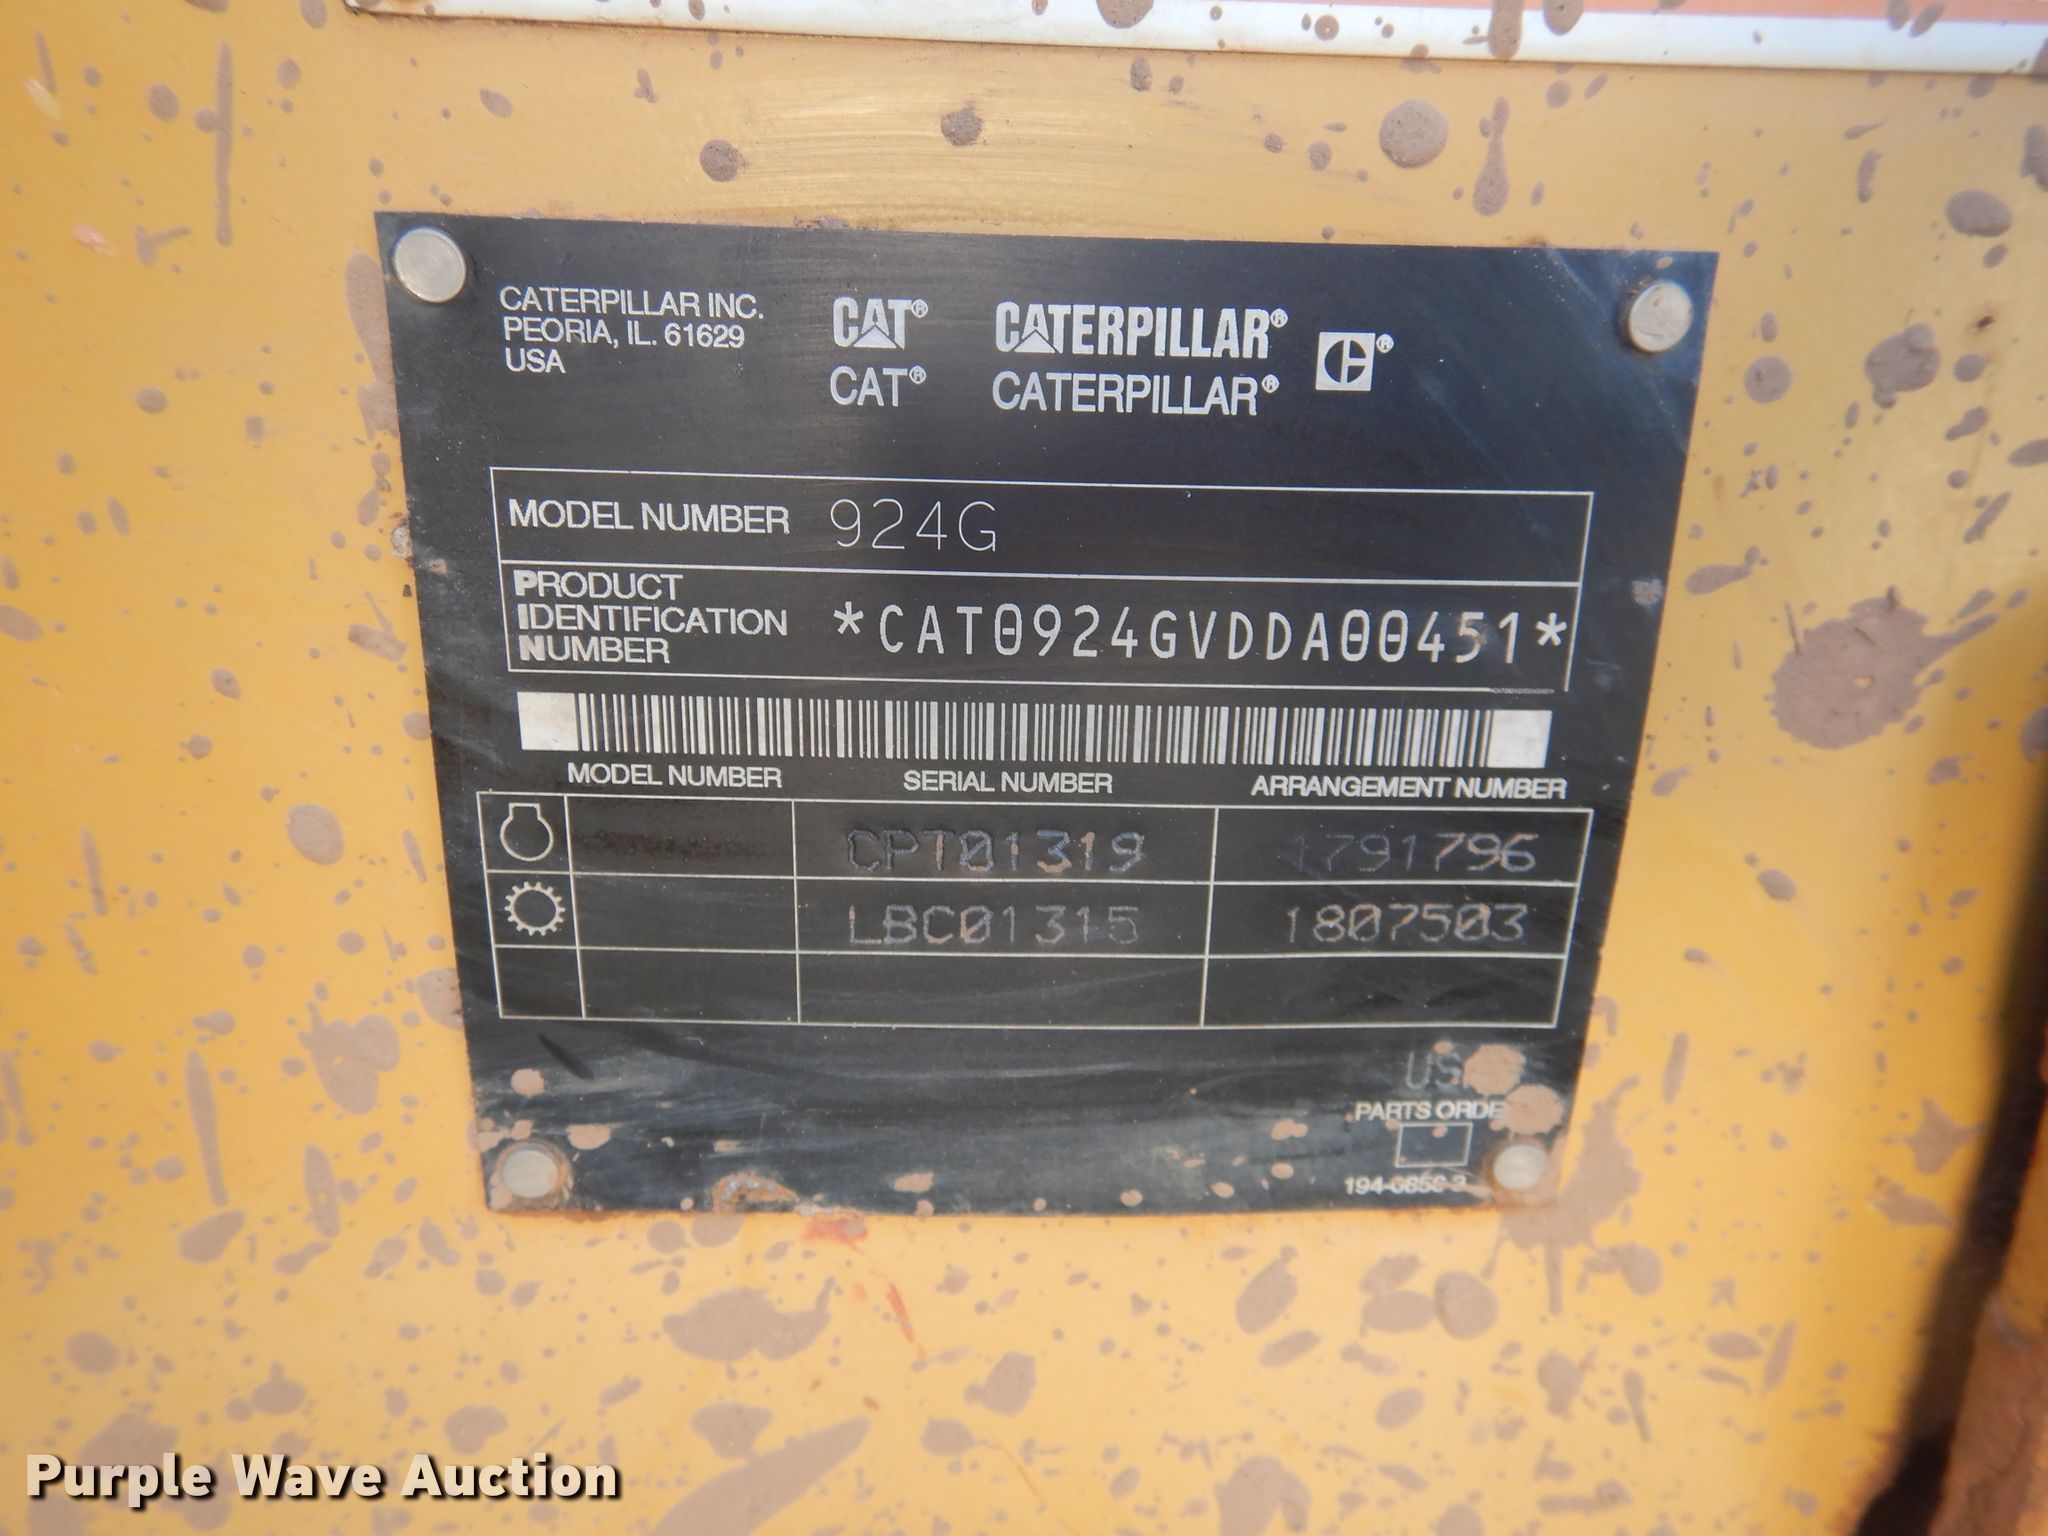 CATERPILLAR INC.
PEORIA, IL. 61629
USA
CAT® CATERPILLAR® ®
CAT® CATERPILLAR®
MODEL NUMBER 924G
PRODUCT
IDENTIFICATION
NUMBER
*CAT0924GVDDA00451*
MODEL NUMBER SERIAL NUMBER ARRANGEMENT NUMBER
CPT01319 1791796
LBC01315 1807503
PARTS ORDE
Purple Wave Auction